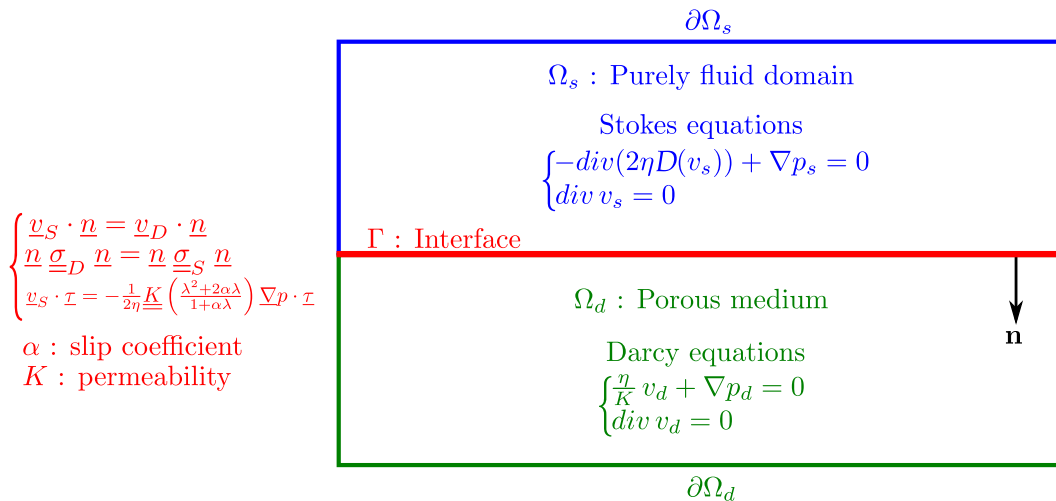 ∂Ω_s
Ω_s : Purely fluid domain
Stokes equations
{−div(2ηD(v_s)) + ∇p_s = 0
div v_s = 0
Γ : Interface
v_S · n = v_D · n
n σ_D n = n σ_S n
v_S · τ = −1/(2η) K ((λ² + 2αλ)/(1 + αλ)) ∇p · τ
α : slip coefficient
K : permeability
Ω_d : Porous medium
n
Darcy equations
{η/K v_d + ∇p_d = 0
div v_d = 0
∂Ω_d